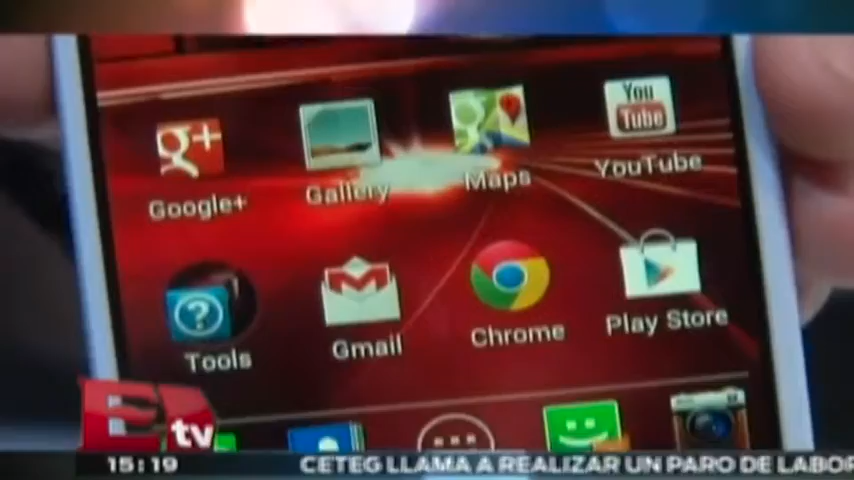 You
Tube
g+
Google+
Gallery
Maps
YouTube
?
Tools
Gmail
Chrome
Play Store
E
tv
15:19
CETEG LLAMA A REALIZAR UN PARO DE LABOR